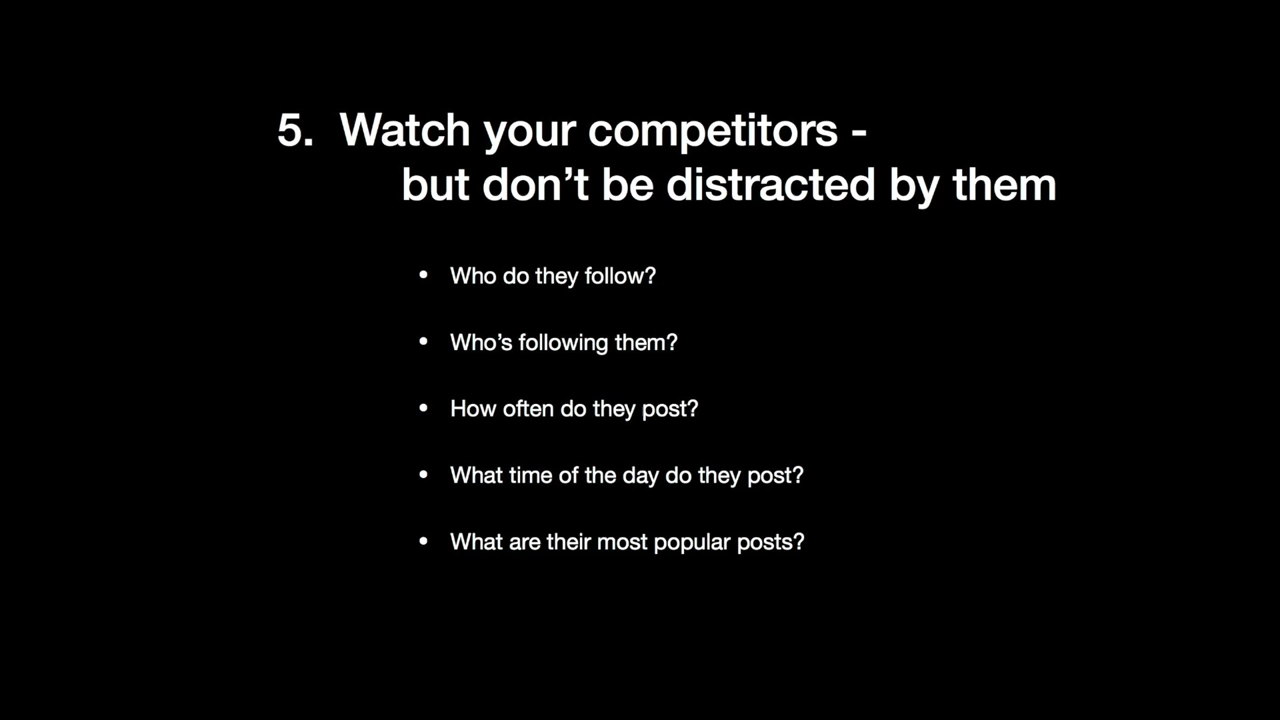 5. Watch your competitors -
but don’t be distracted by them
• Who do they follow?
• Who’s following them?
• How often do they post?
• What time of the day do they post?
• What are their most popular posts?